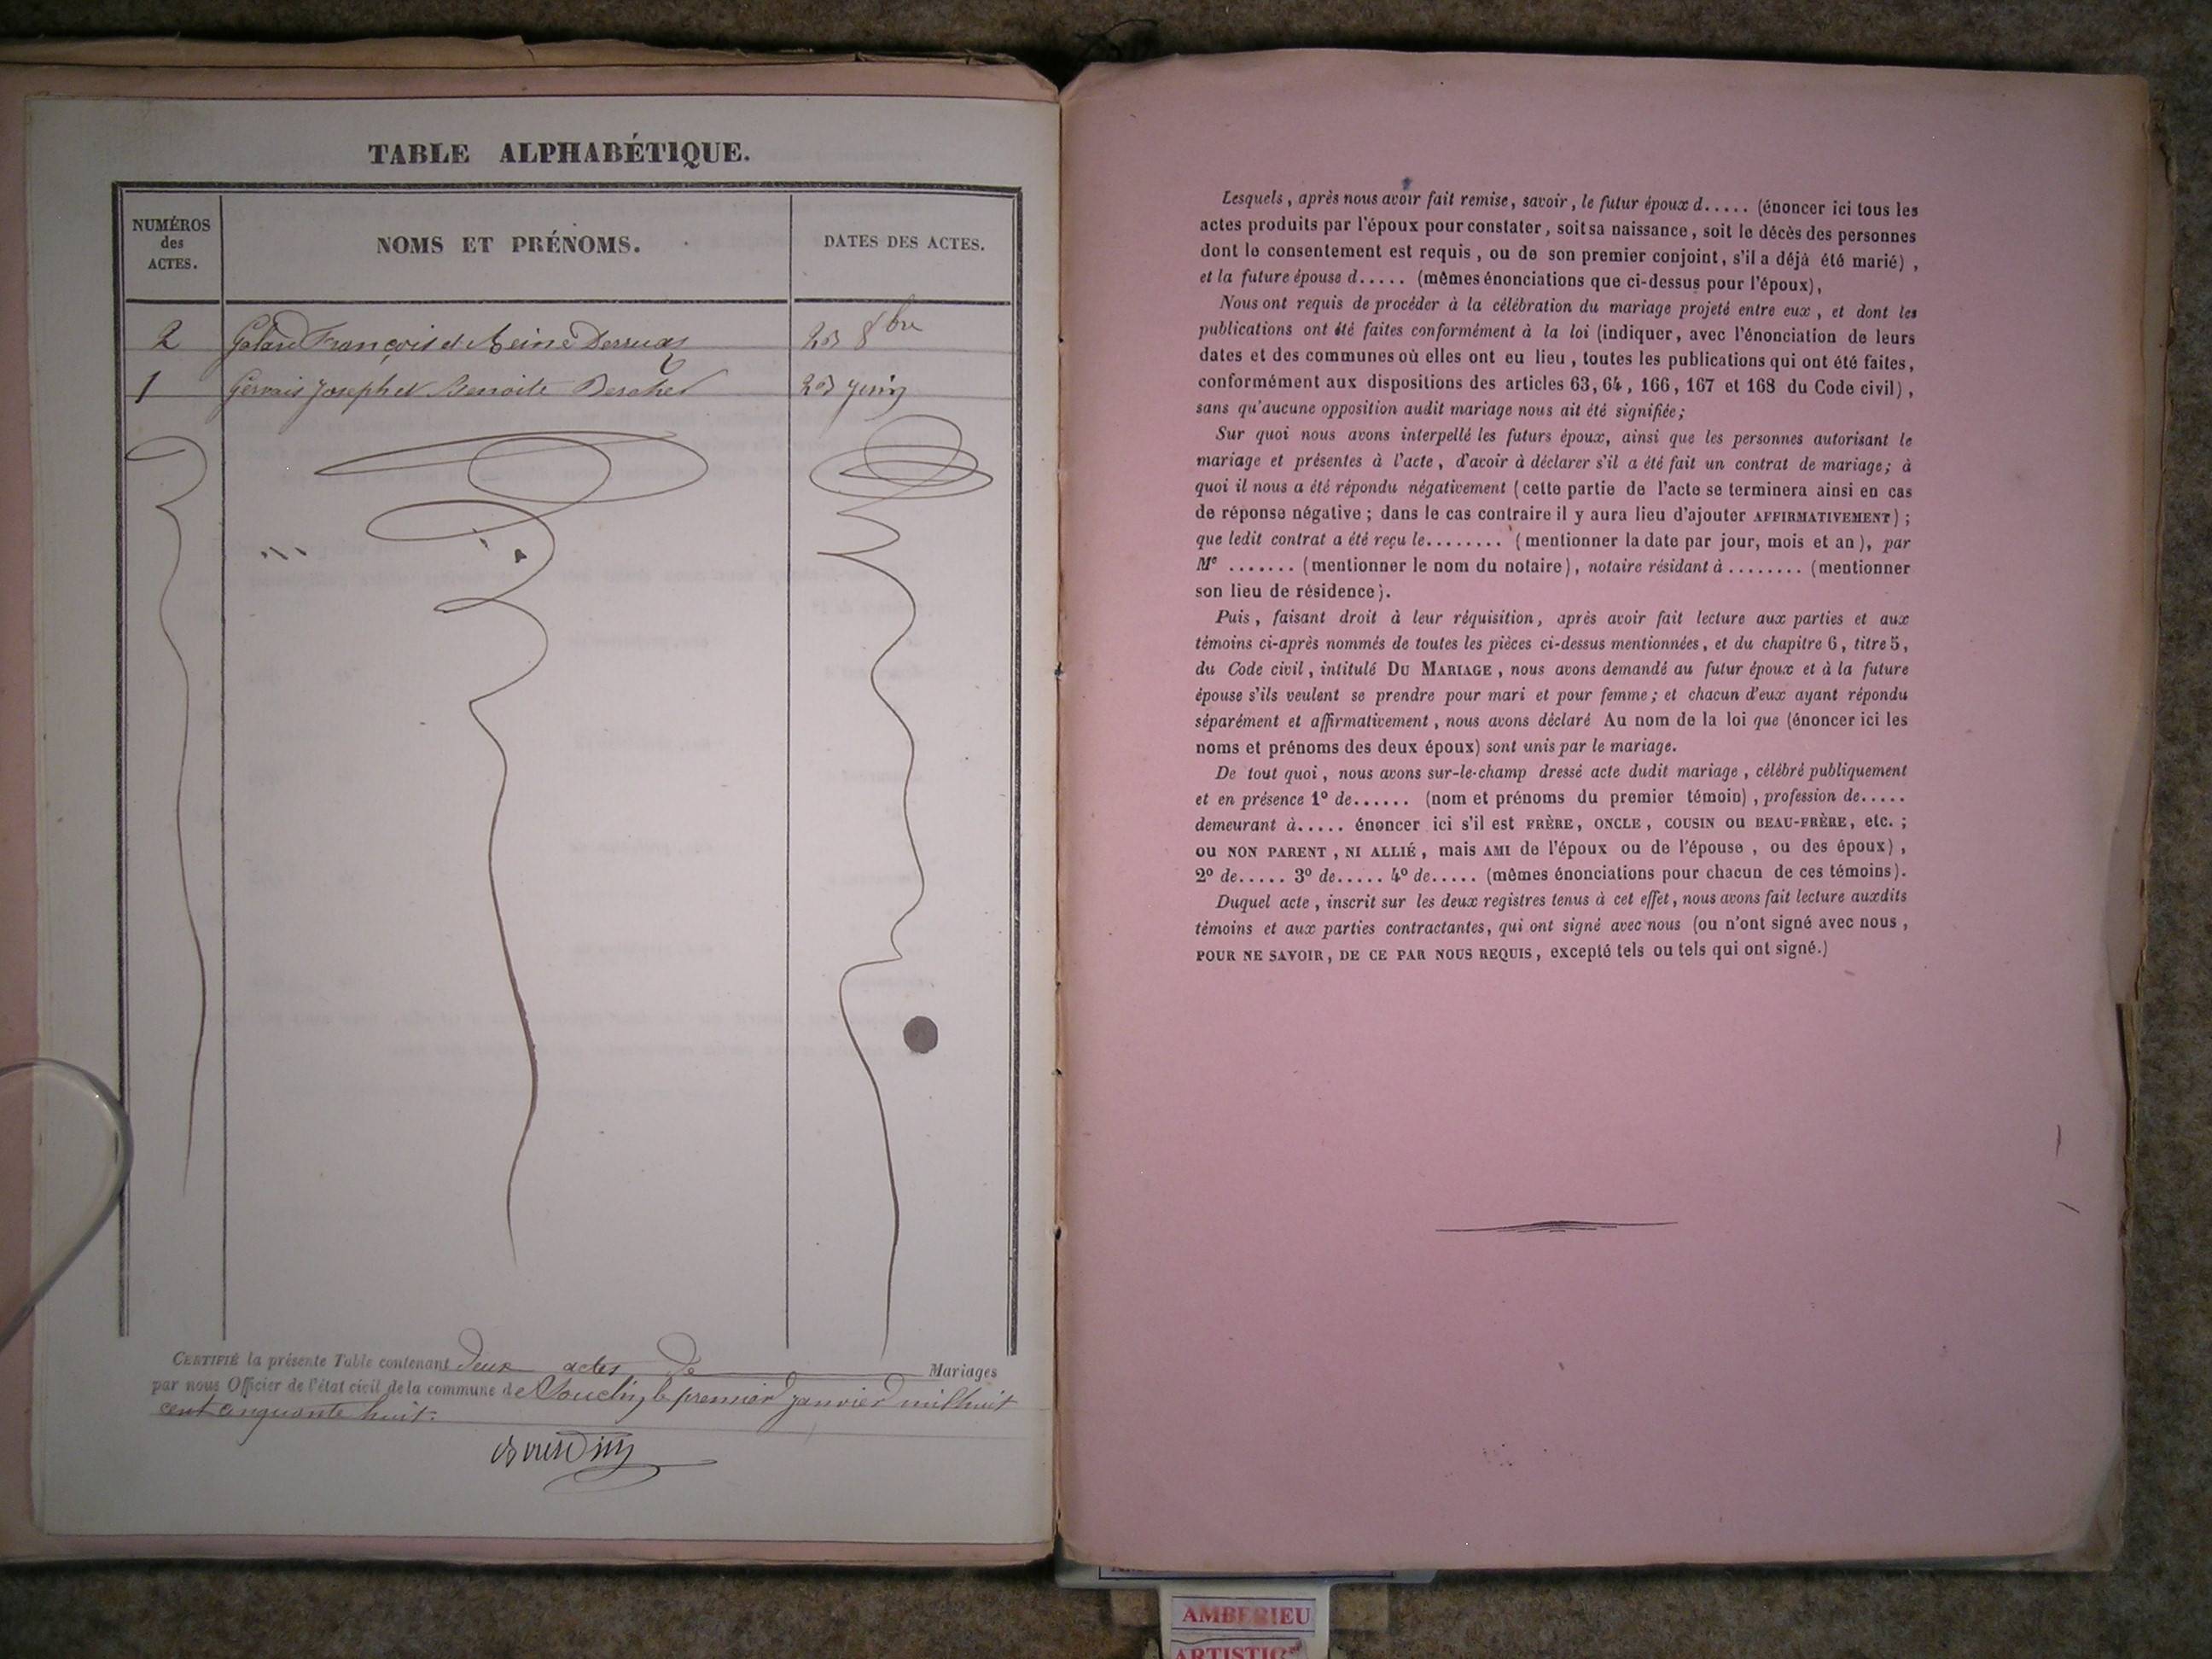 TABLE ALPHABÉTIQUE.
NUMÉROS
des
ACTES.
NOMS ET PRÉNOMS.
DATES DES ACTES.
2 François et Reine 8bre
1 Gervais Joseph et Benoite juin
CERTIFIÉ la présente Table contenant deux actes de Mariages
par nous Officier de l'état civil de la commune de Souclin, le premier janvier mil huit
cent cinquante huit.
Lesquels, après nous avoir fait remise, savoir, le futur époux d..... (énoncer ici tous les
actes produits par l'époux pour constater, soit sa naissance, soit le décès des personnes
dont le consentement est requis, ou de son premier conjoint, s'il a déjà été marié),
et la future épouse d..... (mêmes énonciations que ci-dessus pour l'époux),
Nous ont requis de procéder à la célébration du mariage projeté entre eux, et dont les
publications ont été faites conformément à la loi (indiquer, avec l'énonciation de leurs
dates et des communes où elles ont eu lieu, toutes les publications qui ont été faites,
conformément aux dispositions des articles 63, 64, 166, 167 et 168 du Code civil),
sans qu'aucune opposition audit mariage nous ait été signifiée;
Sur quoi nous avons interpellé les futurs époux, ainsi que les personnes autorisant le
mariage et présentes à l'acte, d'avoir à déclarer s'il a été fait un contrat de mariage; à
quoi il nous a été répondu négativement (cette partie de l'acte se terminera ainsi en cas
de réponse négative; dans le cas contraire il y aura lieu d'ajouter AFFIRMATIVEMENT);
que ledit contrat a été reçu le........ (mentionner la date par jour, mois et an), par
Me ....... (mentionner le nom du notaire), notaire résidant à ........ (mentionner
son lieu de résidence).
Puis, faisant droit à leur réquisition, après avoir fait lecture aux parties et aux
témoins ci-après nommés de toutes les pièces ci-dessus mentionnées, et du chapitre 6, titre 5,
du Code civil, intitulé DU MARIAGE, nous avons demandé au futur époux et à la future
épouse s'ils veulent se prendre pour mari et pour femme; et chacun d'eux ayant répondu
séparément et affirmativement, nous avons déclaré Au nom de la loi que (énoncer ici les
noms et prénoms des deux époux) sont unis par le mariage.
De tout quoi, nous avons sur-le-champ dressé acte dudit mariage, célébré publiquement
et en présence 1º de...... (nom et prénoms du premier témoin), profession de.....
demeurant à..... énoncer ici s'il est FRÈRE, ONCLE, COUSIN ou BEAU-FRÈRE, etc.;
ou NON PARENT, NI ALLIÉ, mais AMI de l'époux ou de l'épouse, ou des époux),
2º de..... 3º de..... 4º de..... (mêmes énonciations pour chacun de ces témoins).
Duquel acte, inscrit sur les deux registres tenus à cet effet, nous avons fait lecture auxdits
témoins et aux parties contractantes, qui ont signé avec nous (ou n'ont signé avec nous,
POUR NE SAVOIR, DE CE PAR NOUS REQUIS, excepté tels ou tels qui ont signé.)
AMBERIEU